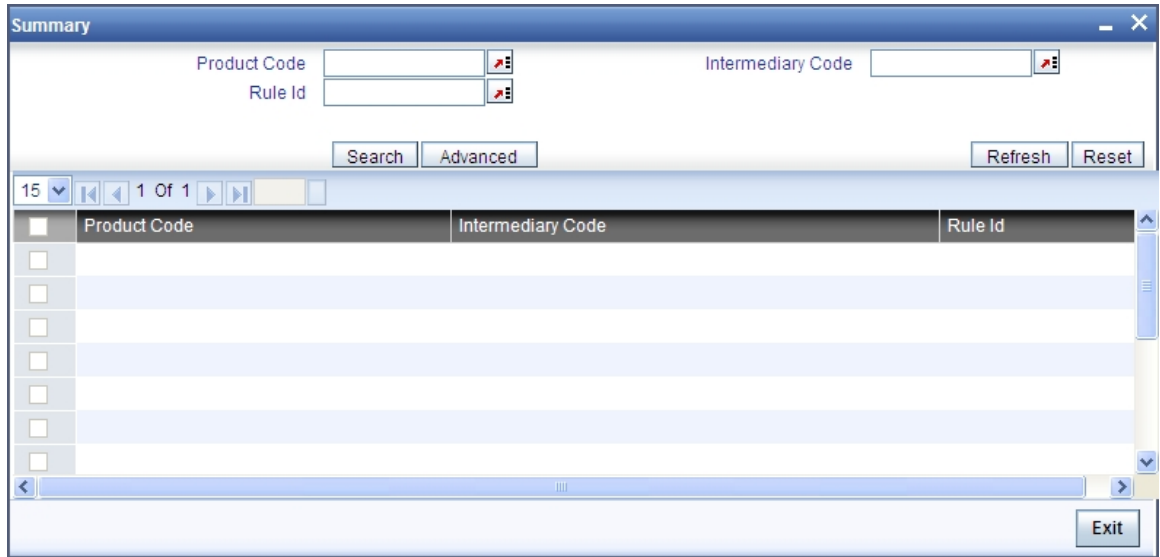 Summary
Product Code
Intermediary Code
Rule Id
Search Advanced Refresh Reset
15 1 Of 1
Product Code Intermediary Code Rule Id
Exit